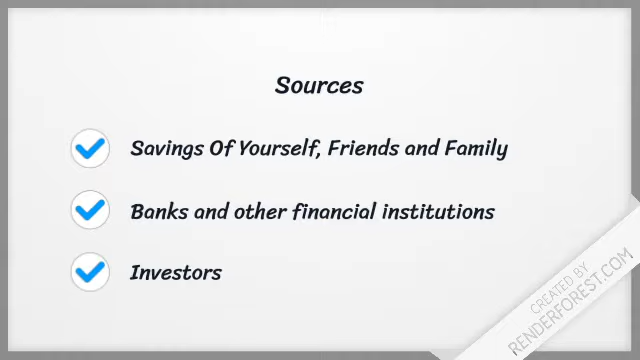 Sources
Savings Of Yourself, Friends and Family
Banks and other financial institutions
Investors
CREATED BY
RENDERFOREST.COM